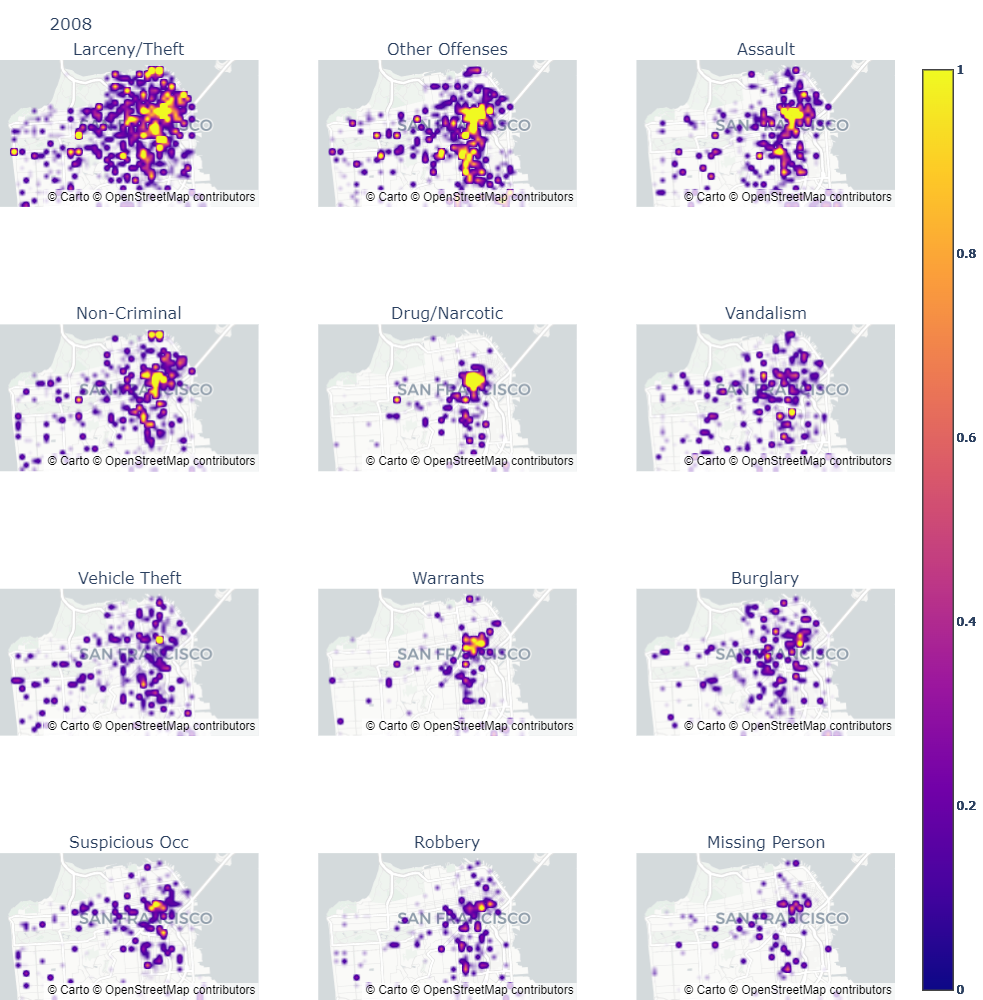 2008
Larceny/Theft
Other Offenses
Assault
1
SAN FRANCISCO
SAN FRANCISCO
SAN FRANCISCO
© Carto © OpenStreetMap contributors
© Carto © OpenStreetMap contributors
© Carto © OpenStreetMap contributors
0.8
Non-Criminal
Drug/Narcotic
Vandalism
SAN FRANCISCO
SAN FRANCISCO
SAN FRANCISCO
0.6
© Carto © OpenStreetMap contributors
© Carto © OpenStreetMap contributors
© Carto © OpenStreetMap contributors
Vehicle Theft
Warrants
Burglary
0.4
SAN FRANCISCO
SAN FRANCISCO
SAN FRANCISCO
© Carto © OpenStreetMap contributors
© Carto © OpenStreetMap contributors
© Carto © OpenStreetMap contributors
0.2
Suspicious Occ
Robbery
Missing Person
SAN FRANCISCO
SAN FRANCISCO
SAN FRANCISCO
© Carto © OpenStreetMap contributors
© Carto © OpenStreetMap contributors
© Carto © OpenStreetMap contributors
0